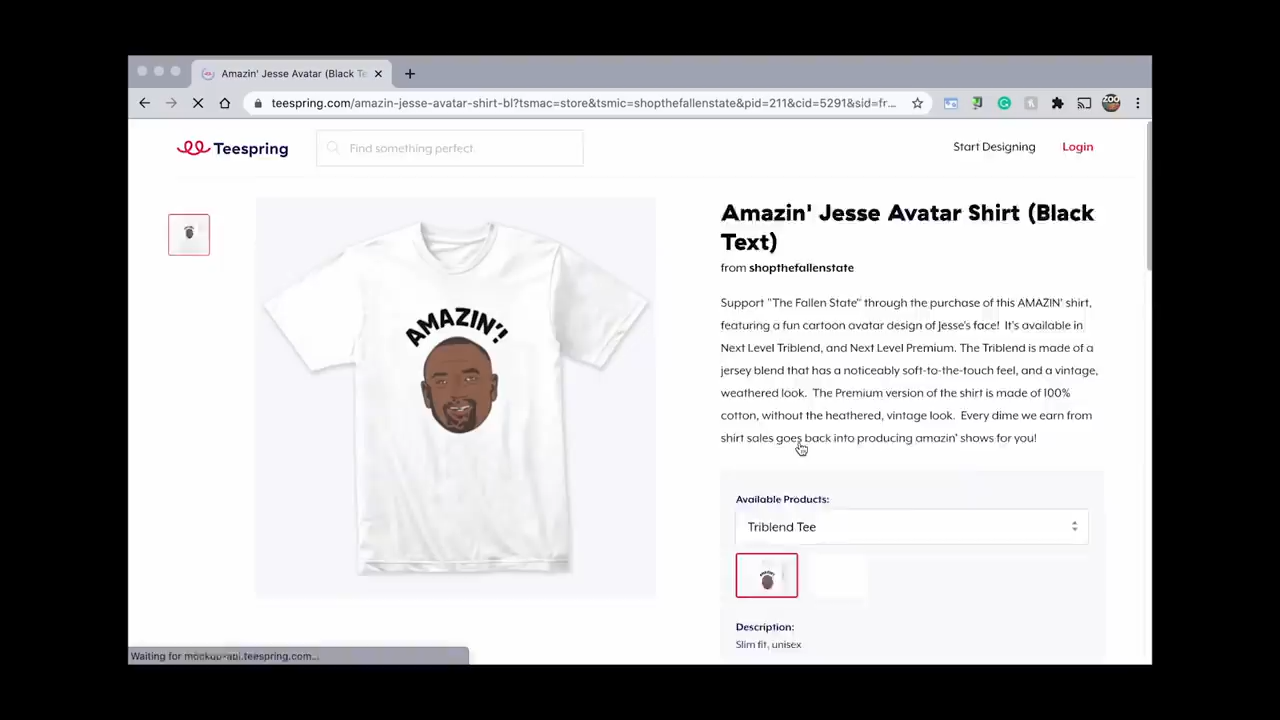 Amazin' Jesse Avatar (Black Te
teespring.com/amazin-jesse-avatar-shirt-bl?tsmac=store&tsmic=shopthefallenstate&pid=211&cid=5291&sid=fr...
Teespring
Find something perfect
Start Designing
Login
AMAZIN'!
Amazin' Jesse Avatar Shirt (Black
Text)
from shopthefallenstate
Support "The Fallen State" through the purchase of this AMAZIN' shirt,
featuring a fun cartoon avatar design of Jesse's face! It's available in
Next Level Triblend, and Next Level Premium. The Triblend is made of a
jersey blend that has a noticeably soft-to-the-touch feel, and a vintage,
weathered look. The Premium version of the shirt is made of 100%
cotton, without the heathered, vintage look. Every dime we earn from
shirt sales goes back into producing amazin' shows for you!
Available Products:
Triblend Tee
Description:
Slim fit, unisex
Waiting for mockup-api.teespring.com...